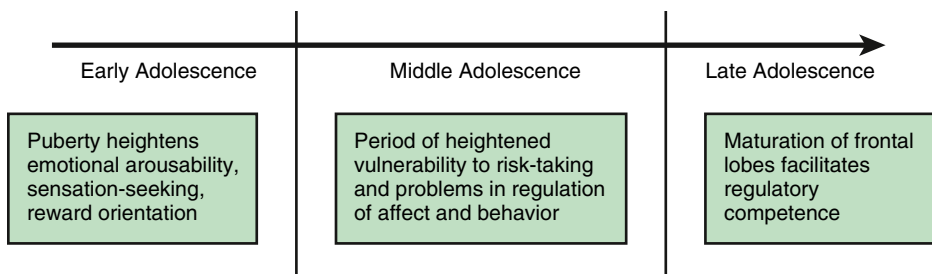 Early Adolescence
Middle Adolescence
Late Adolescence
Puberty heightens
emotional arousability,
sensation-seeking,
reward orientation
Period of heightened
vulnerability to risk-taking
and problems in regulation
of affect and behavior
Maturation of frontal
lobes facilitates
regulatory
competence